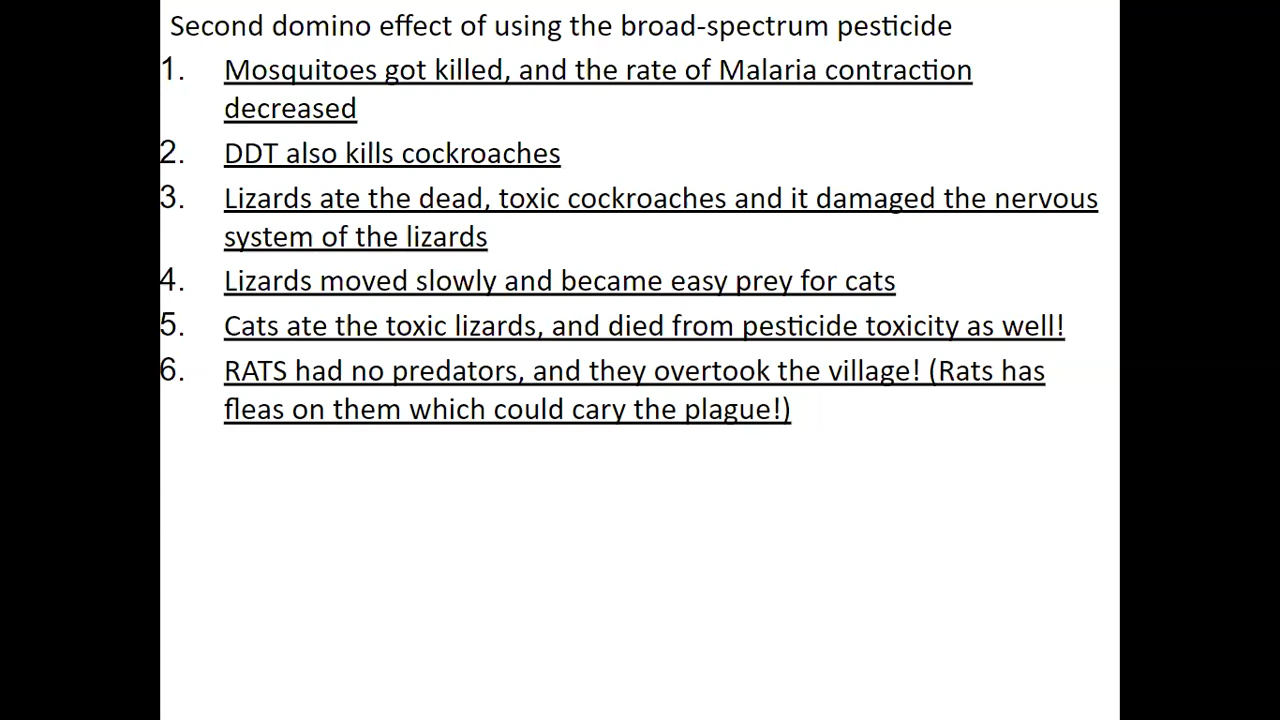 Second domino effect of using the broad-spectrum pesticide
1. Mosquitoes got killed, and the rate of Malaria contraction
decreased
2. DDT also kills cockroaches
3. Lizards ate the dead, toxic cockroaches and it damaged the nervous
system of the lizards
4. Lizards moved slowly and became easy prey for cats
5. Cats ate the toxic lizards, and died from pesticide toxicity as well!
6. RATS had no predators, and they overtook the village! (Rats has
fleas on them which could cary the plague!)